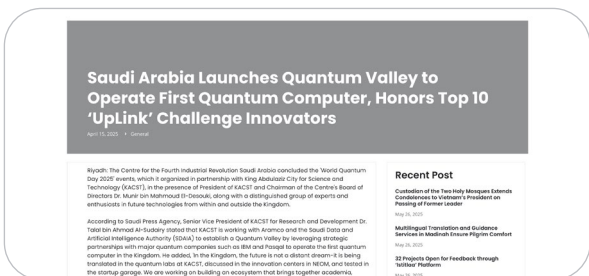 Saudi Arabia Launches Quantum Valley to
Operate First Quantum Computer, Honors Top 10
‘UpLink’ Challenge Innovators
April 15, 2025 • General
Riyadh: The Centre for the Fourth Industrial Revolution Saudi Arabia concluded the 'World Quantum
Day 2025' events, which it organized in partnership with King Abdulaziz City for Science and
Technology (KACST), in the presence of President of KACST and Chairman of the Centre's Board of
Directors Dr. Munir bin Mahmoud El-Desouki, along with a distinguished group of experts and
enthusiasts in future technologies from within and outside the Kingdom.
According to Saudi Press Agency, Senior Vice President of KACST for Research and Development Dr.
Talal bin Ahmad Al-Sudairy stated that KACST is working with Aramco and the Saudi Data and
Artificial Intelligence Authority (SDAIA) to establish a Quantum Valley by leveraging strategic
partnerships with major quantum companies such as IBM and Pasqal to operate the first quantum
computer in the Kingdom. He added, 'In the Kingdom, the future is not a distant dream-it is being
translated in the quantum labs at KACST, discussed in the innovation centers in NEOM, and tested in
the startup garage. We are working on building an ecosystem that brings together academia,
Recent Post
Custodian of the Two Holy Mosques Extends
Condolences to Vietnam's President on
Passing of Former Leader
May 26, 2025
Multilingual Translation and Guidance
Services in Madinah Ensure Pilgrim Comfort
May 26, 2025
32 Projects Open for Feedback through
'Istitlaa' Platform
May 26, 2025